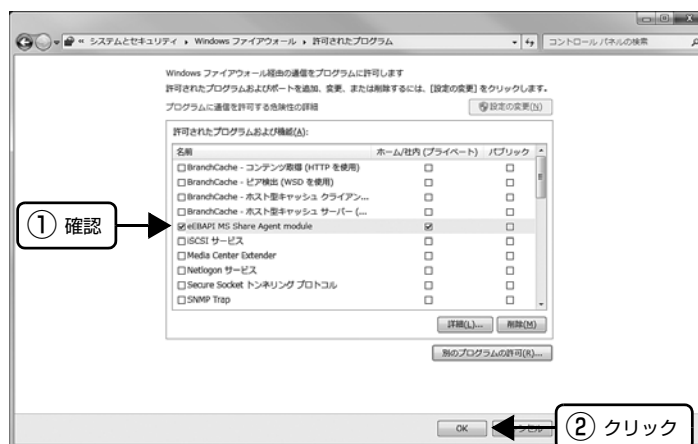 « システムとセキュリティ ▸ Windows ファイアウォール ▸ 許可されたプログラム
コントロール パネルの検索
Windows ファイアウォール経由の通信をプログラムに許可します
許可されたプログラムおよびポートを追加、変更、または削除するには、[設定の変更] をクリックします。
プログラムに通信を許可する危険性の詳細
設定の変更(N)
許可されたプログラムおよび機能(A):
名前 ホーム/社内 (プライベート) パブリック
BranchCache - コンテンツ取得 (HTTP を使用)
BranchCache - ピア検出 (WSD を使用)
BranchCache - ホスト型キャッシュ クライアン...
BranchCache - ホスト型キャッシュ サーバー (...
① 確認
eEBAPI MS Share Agent module
iSCSI サービス
Media Center Extender
Netlogon サービス
Secure Socket トンネリング プロトコル
SNMP Trap
詳細(L)... 削除(M)
別のプログラムの許可(R)...
OK
② クリック